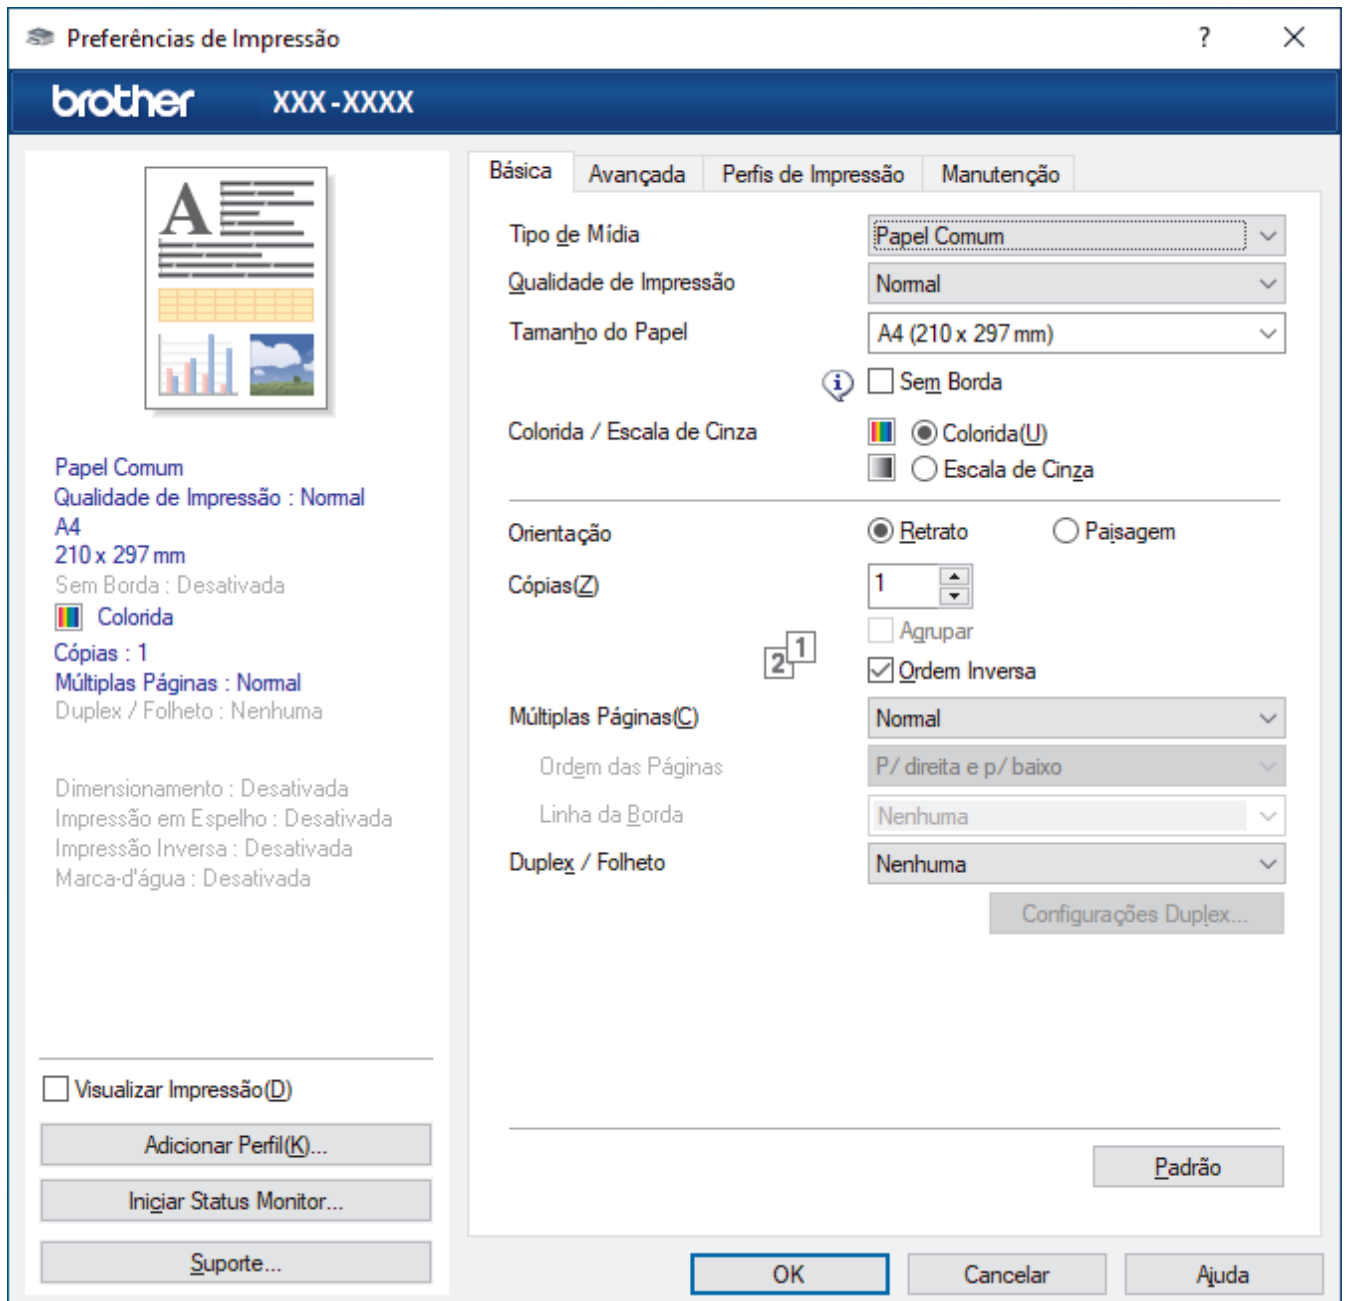 Preferências de Impressão ?
brother XXX-XXXX
A
Papel Comum
Qualidade de Impressão : Normal
A4
210 x 297 mm
Sem Borda : Desativada
Colorida
Cópias : 1
Múltiplas Páginas : Normal
Duplex / Folheto : Nenhuma
Dimensionamento : Desativada
Impressão em Espelho : Desativada
Impressão Inversa : Desativada
Marca-d'água : Desativada
Visualizar Impressão(D)
Adicionar Perfil(K)...
Iniciar Status Monitor...
Suporte...
Básica Avançada Perfis de Impressão Manutenção
Tipo de Mídia Papel Comum
Qualidade de Impressão Normal
Tamanho do Papel A4 (210 x 297 mm)
i Sem Borda
Colorida / Escala de Cinza Colorida(U)
Escala de Cinza
Orientação Retrato Paisagem
Cópias(Z) 1
Agrupar
2 1 Ordem Inversa
Múltiplas Páginas(C) Normal
Ordem das Páginas P/ direita e p/ baixo
Linha da Borda Nenhuma
Duplex / Folheto Nenhuma
Configurações Duplex...
Padrão
OK Cancelar Ajuda